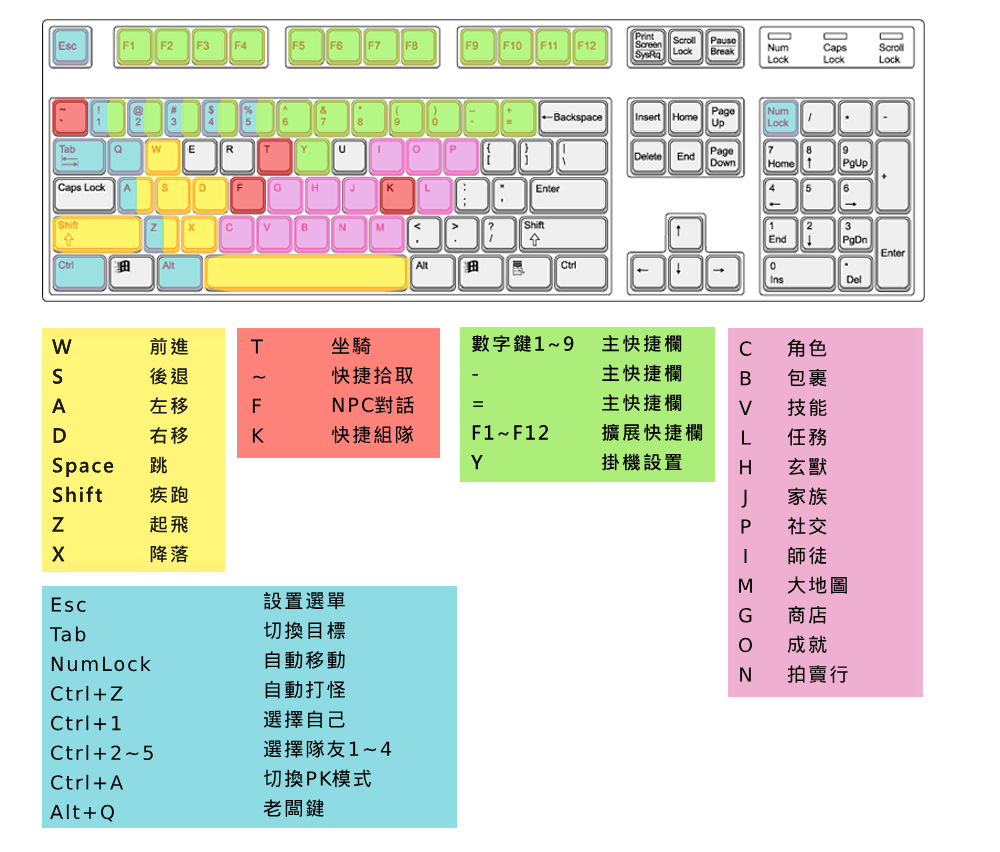 Esc F1 F2 F3 F4 F5 F6 F7 F8 F9 F10 F11 F12 Print Screen SysRq Scroll Lock Pause Break Num Lock Caps Lock Scroll Lock
~ ` ! 1 @ 2 # 3 $ 4 % 5 ^ 6 & 7 * 8 ( 9 ) 0 _ - + = ←Backspace Insert Home Page Up Num Lock / * -
Tab Q W E R T Y U I O P { [ } ] | \ Delete End Page Down 7 Home 8 ↑ 9 PgUp +
Caps Lock A S D F G H J K L : ; " ' Enter 4 ← 5 6 →
Shift ⇧ Z X C V B N M < , > . ? / Shift ⇧ ↑ 1 End 2 ↓ 3 PgDn Enter
Ctrl Alt Alt Ctrl ← ↓ → 0 Ins . Del
W 前進
S 後退
A 左移
D 右移
Space 跳
Shift 疾跑
Z 起飛
X 降落
T 坐騎
~ 快捷拾取
F NPC對話
K 快捷組隊
數字鍵1~9 主快捷欄
- 主快捷欄
= 主快捷欄
F1~F12 擴展快捷欄
Y 掛機設置
C 角色
B 包裹
V 技能
L 任務
H 玄獸
J 家族
P 社交
I 師徒
M 大地圖
G 商店
O 成就
N 拍賣行
Esc 設置選單
Tab 切換目標
NumLock 自動移動
Ctrl+Z 自動打怪
Ctrl+1 選擇自己
Ctrl+2~5 選擇隊友1~4
Ctrl+A 切換PK模式
Alt+Q 老闆鍵